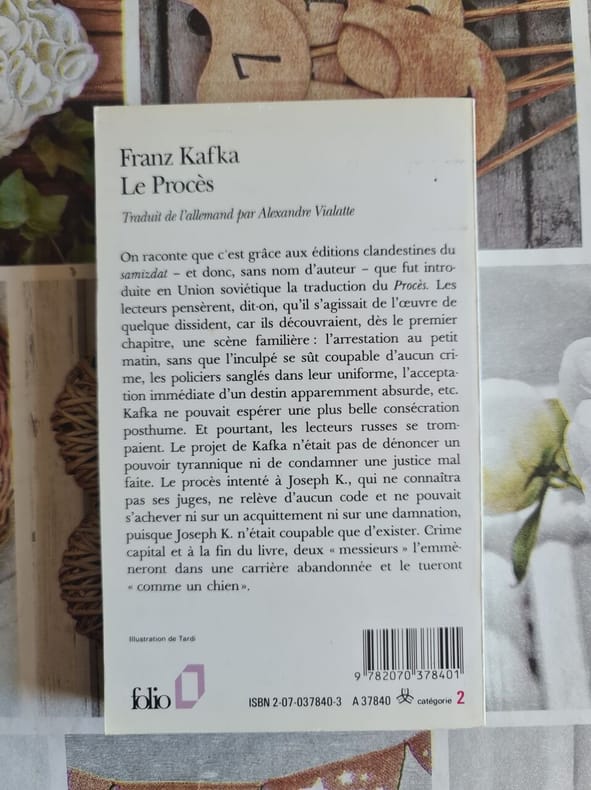 Franz Kafka
Le Procès
Traduit de l'allemand par Alexandre Vialatte
On raconte que c'est grâce aux éditions clandestines du
samizdat – et donc, sans nom d'auteur – que fut intro-
duite en Union soviétique la traduction du Procès. Les
lecteurs pensèrent, dit-on, qu'il s'agissait de l'œuvre de
quelque dissident, car ils découvraient, dès le premier
chapitre, une scène familière : l'arrestation au petit
matin, sans que l'inculpé se sût coupable d'aucun cri-
me, les policiers sanglés dans leur uniforme, l'accepta-
tion immédiate d'un destin apparemment absurde, etc.
Kafka ne pouvait espérer une plus belle consécration
posthume. Et pourtant, les lecteurs russes se trom-
paient. Le projet de Kafka n'était pas de dénoncer un
pouvoir tyrannique ni de condamner une justice mal
faite. Le procès intenté à Joseph K., qui ne connaîtra
pas ses juges, ne relève d'aucun code et ne pouvait
s'achever ni sur un acquittement ni sur une damnation,
puisque Joseph K. n'était coupable que d'exister. Crime
capital et à la fin du livre, deux « messieurs » l'emmè-
neront dans une carrière abandonnée et le tueront
« comme un chien ».
Illustration de Tardi
9 782070 378401
folio
ISBN 2-07-037840-3 A 37840 catégorie 2